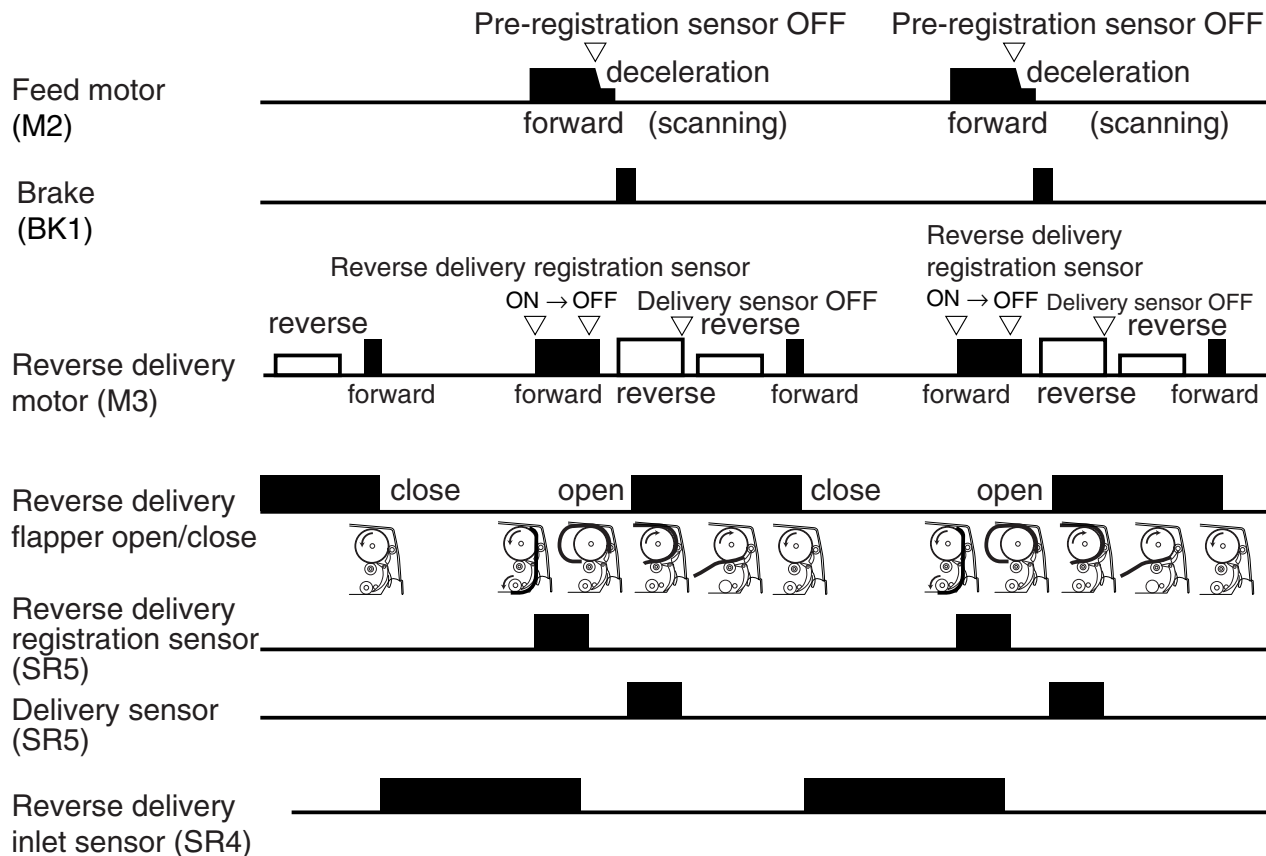 Pre-registration sensor OFF
Pre-registration sensor OFF
Feed motor
(M2)
deceleration
deceleration
forward (scanning)
forward (scanning)
Brake
(BK1)
Reverse delivery registration sensor
Reverse delivery
registration sensor
ON → OFF
Delivery sensor OFF
ON → OFF
Delivery sensor OFF
reverse
reverse
reverse
Reverse delivery
motor (M3)
forward
forward
reverse
forward
forward
reverse
forward
Reverse delivery
flapper open/close
close
open
close
open
Reverse delivery
registration sensor
(SR5)
Delivery sensor
(SR5)
Reverse delivery
inlet sensor (SR4)